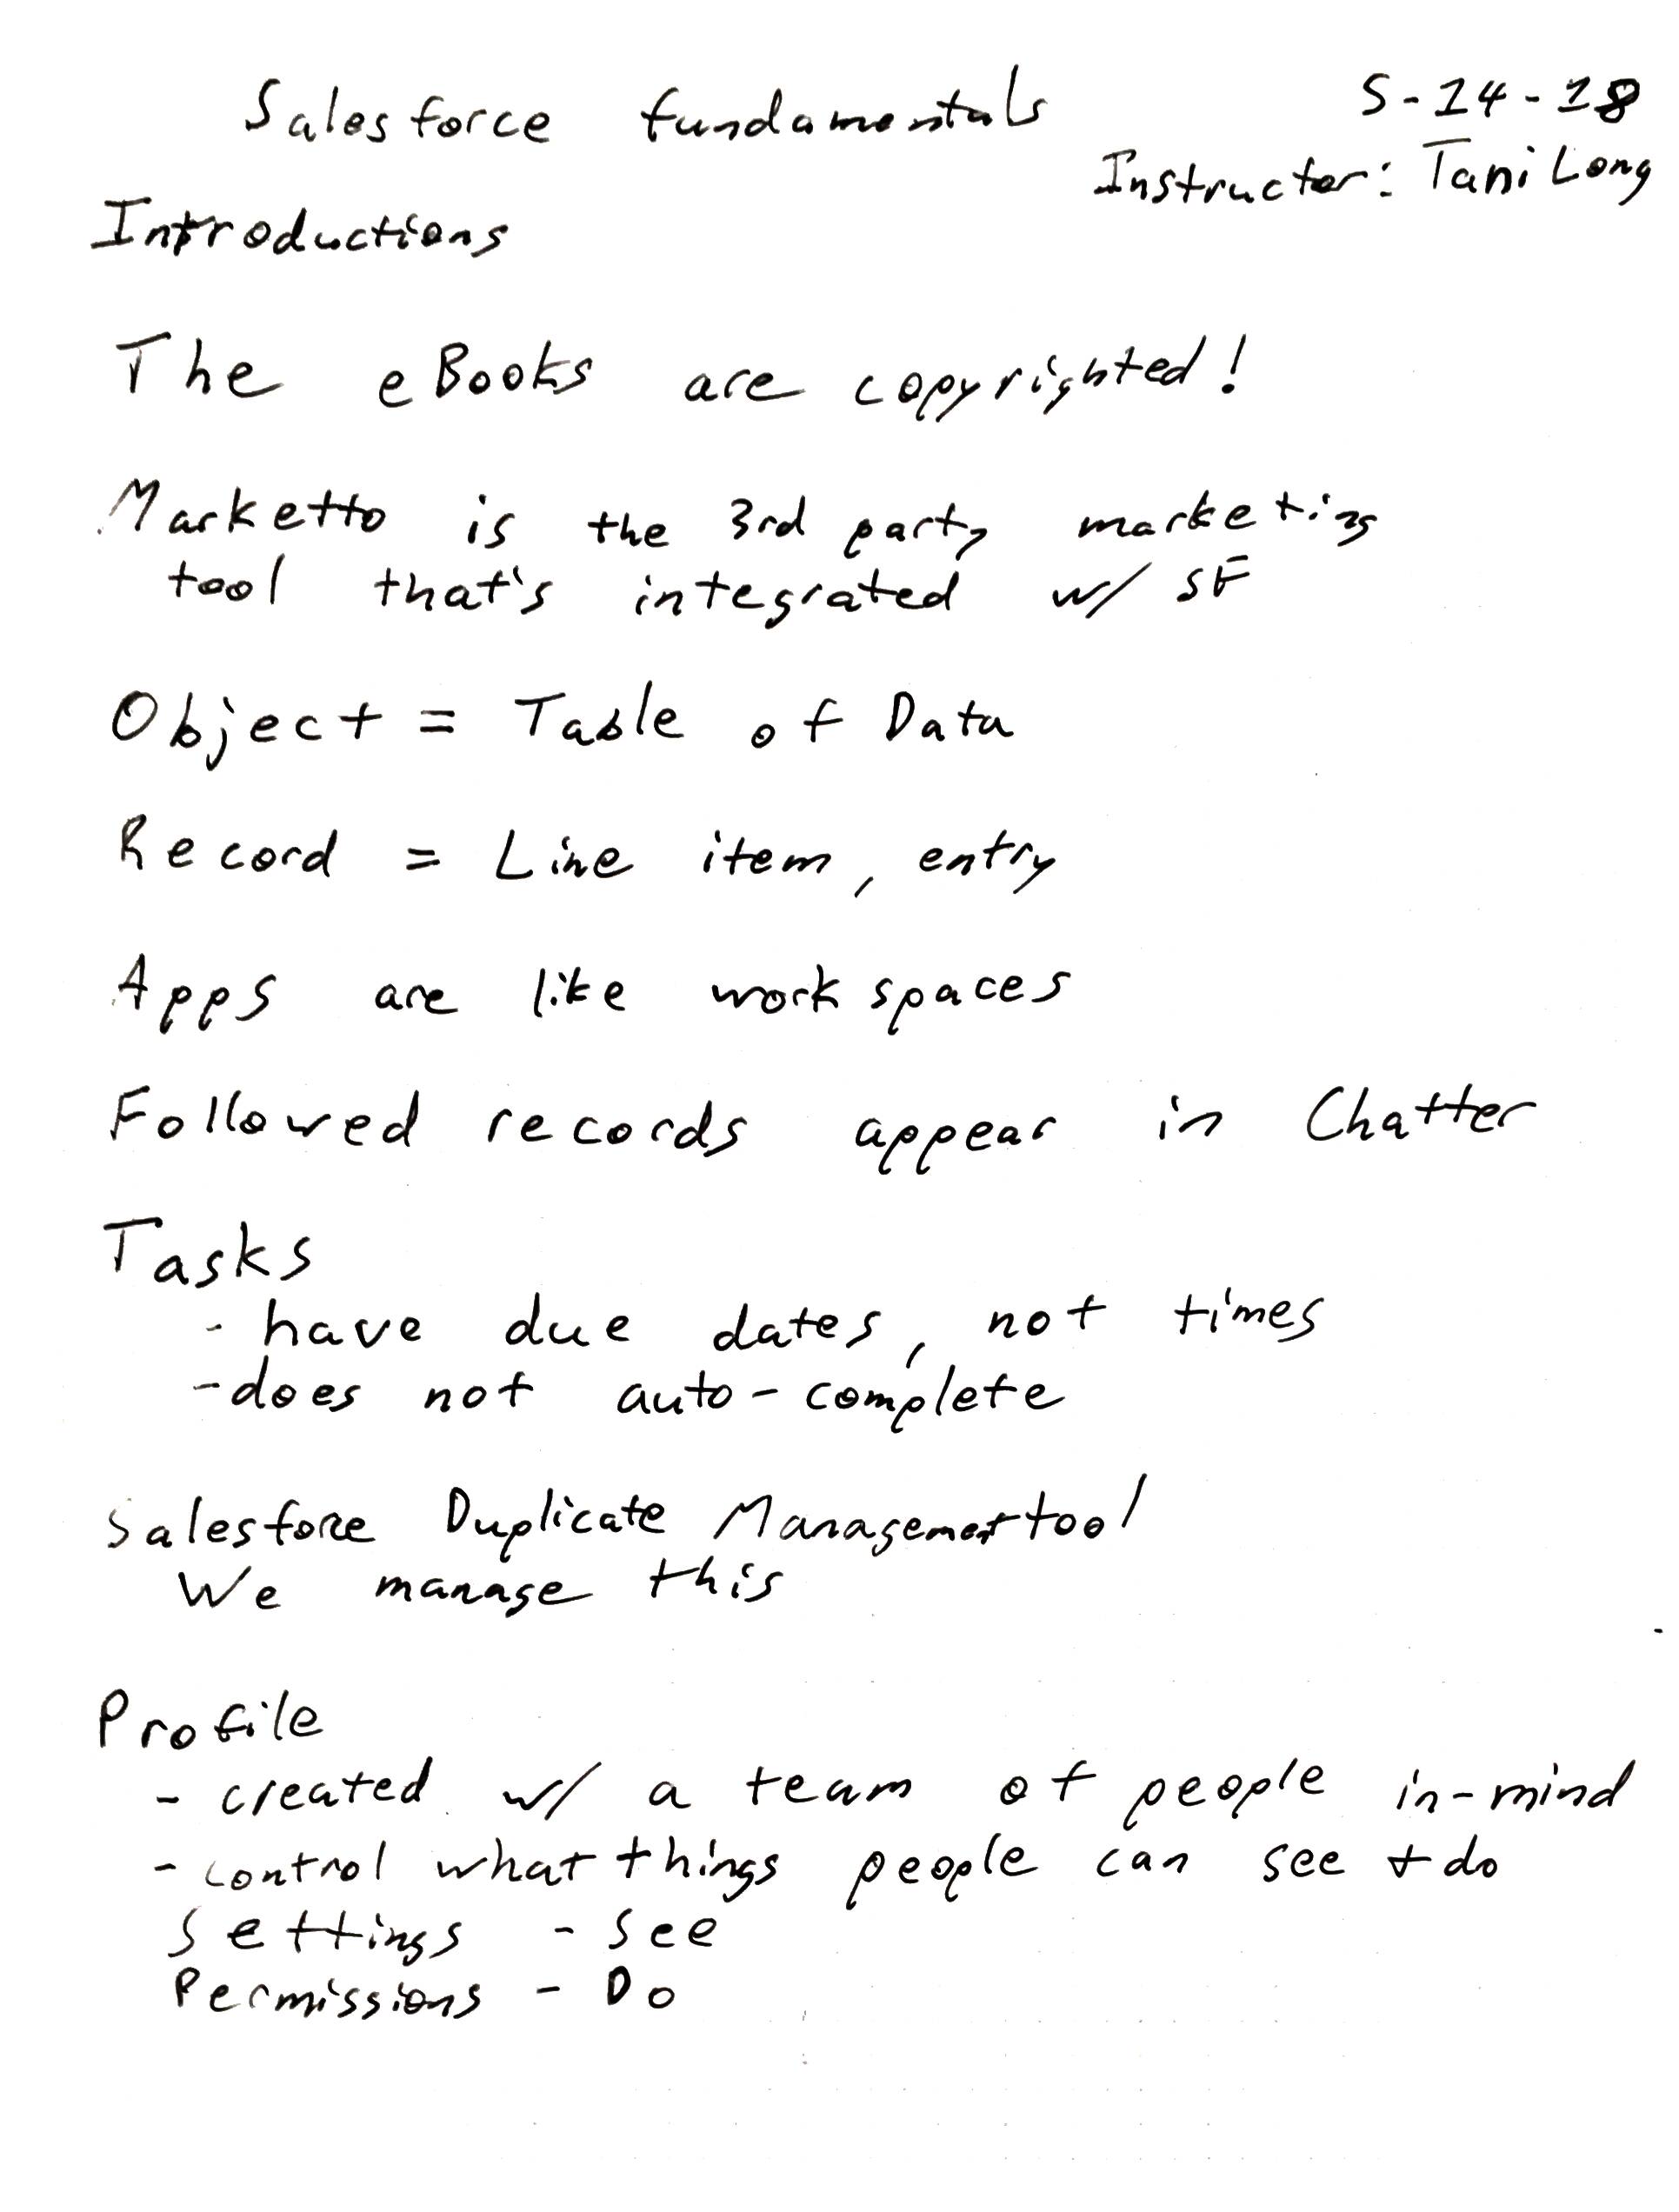 Salesforce fundamentals
5-14-18
Instructor: Tani Long
Introductions
The eBooks are copyrighted!
Marketto is the 3rd party marketing
tool that's integrated w/ SF
Object = Table of Data
Record = Line item, entry
Apps are like workspaces
Followed records appear in Chatter
Tasks
- have due dates, not times
- does not auto-complete
Salesforce Duplicate Management tool
We manage this
Profile
- created w/ a team of people in-mind
- control what things people can see + do
Settings - See
Permissions - Do